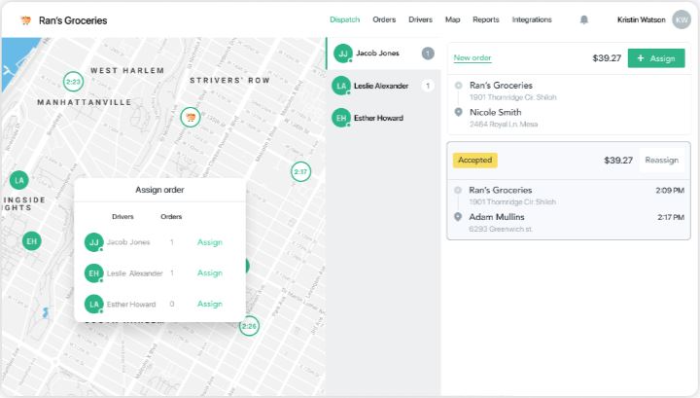 Ran's Groceries
Dispatch Orders Drivers Map Reports Integrations
Kristin Watson KW
WEST HARLEM
2:23
STRIVERS' ROW
MANHATTANVILLE
2:17
LA
INGSIDE
IGHTS
EH
Assign order
Drivers Orders
JJ Jacob Jones 1 Assign
EH Leslie Alexander 1 Assign
LA Esther Howard 0 Assign
2:26
JJ Jacob Jones 1
LA Leslie Alexander 1
EH Esther Howard
New order $39.27 + Assign
Ran's Groceries
1901 Thornridge Cir. Shiloh
Nicole Smith
2464 Royal Ln. Mesa
Accepted $39.27 Reassign
Ran's Groceries 2:09 PM
1901 Thornridge Cir. Shiloh
Adam Mullins 2:17 PM
6293 Greenwich st.